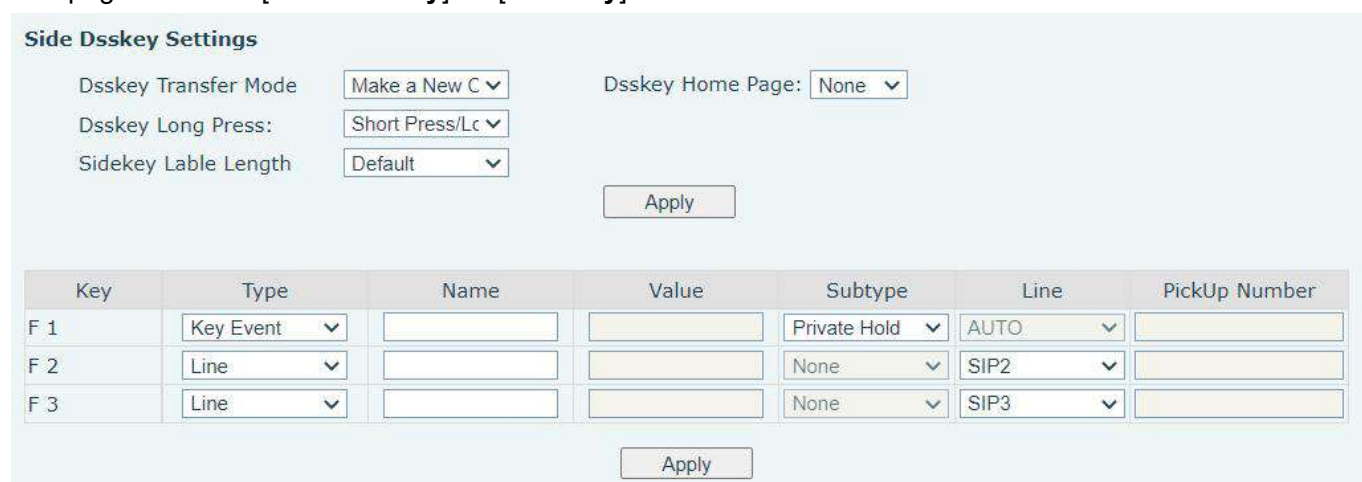 Side Dsskey Settings
Dsskey Transfer Mode Make a New C Dsskey Home Page: None
Dsskey Long Press: Short Press/Lo
Sidekey Lable Length Default
Apply
Key Type Name Value Subtype Line PickUp Number
F 1 Key Event Private Hold AUTO
F 2 Line None SIP2
F 3 Line None SIP3
Apply